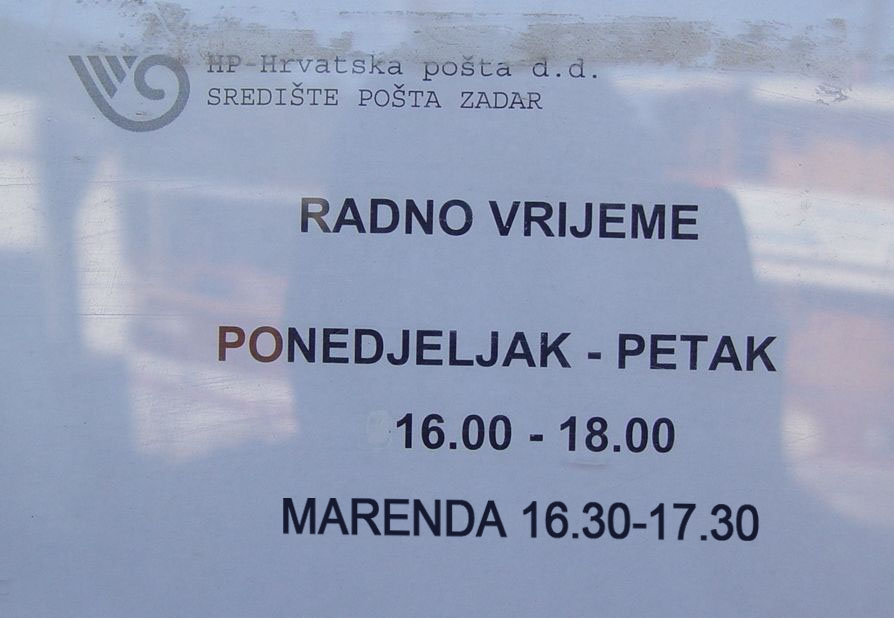 HP-Hrvatska pošta d.d.
SREDIŠTE POŠTA ZADAR
RADNO VRIJEME
PONEDJELJAK - PETAK
16.00 - 18.00
MARENDA 16.30-17.30